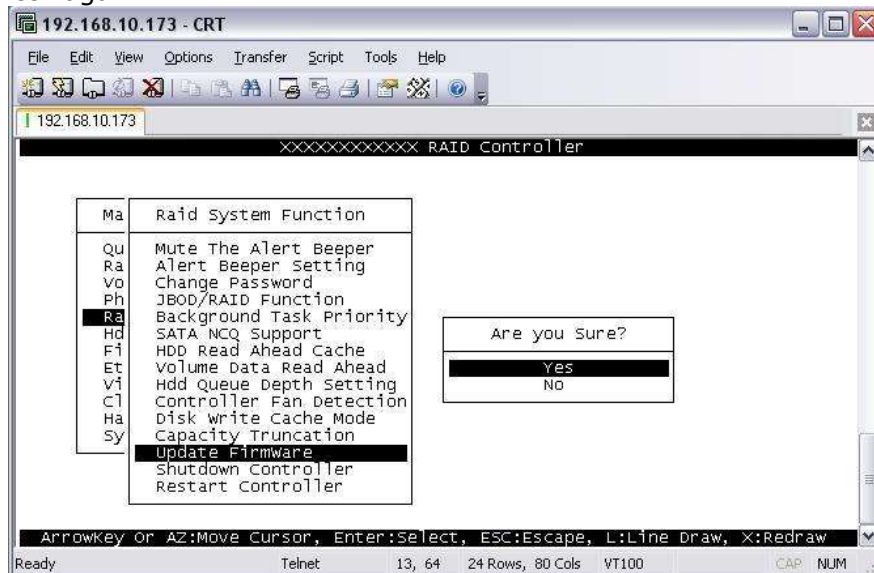 192.168.10.173 - CRT
File Edit View Options Transfer Script Tools Help
192.168.10.173
XXXXXXXXXXXX RAID Controller
Ma
Qu
Ra
Vo
Ph
Ra
Hd
Fi
Et
Vi
Cl
Ha
Sy
Raid System Function
Mute The Alert Beeper
Alert Beeper Setting
Change Password
JBOD/RAID Function
Background Task Priority
SATA NCQ Support
HDD Read Ahead Cache
Volume Data Read Ahead
Hdd Queue Depth Setting
Controller Fan Detection
Disk Write Cache Mode
Capacity Truncation
Update FirmWare
Shutdown Controller
Restart Controller
Are you Sure?
Yes
No
ArrowKey Or AZ:Move Cursor, Enter:Select, ESC:Escape, L:Line Draw, X:Redraw
Ready Telnet 13, 64 24 Rows, 80 Cols VT100 CAP NUM